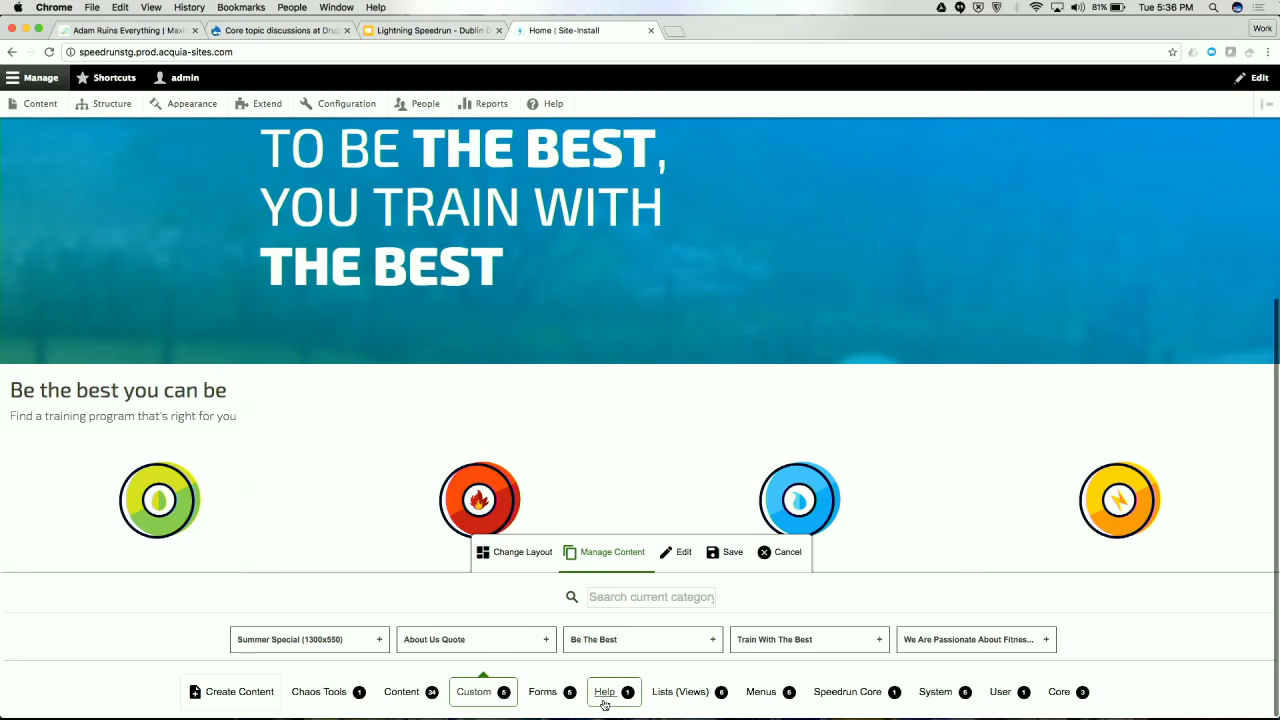 Chrome File Edit View History Bookmarks People Window Help 81% Tue 5:36 PM
Adam Ruins Everything | Maxi
Core topic discussions at Dru
Lightning Speedrun - Dublin D
Home | Site-Install
Work
speedrunstg.prod.acquia-sites.com
Manage Shortcuts admin Edit
Content Structure Appearance Extend Configuration People Reports Help
TO BE THE BEST,
YOU TRAIN WITH
THE BEST
Be the best you can be
Find a training program that's right for you
Change Layout Manage Content Edit Save Cancel
Search current category
Summer Special (1300x550) + About Us Quote + Be The Best + Train With The Best + We Are Passionate About Fitnes... +
Create Content Chaos Tools 1 Content 34 Custom 5 Forms 5 Help 1 Lists (Views) 6 Menus 6 Speedrun Core 1 System 6 User 1 Core 3